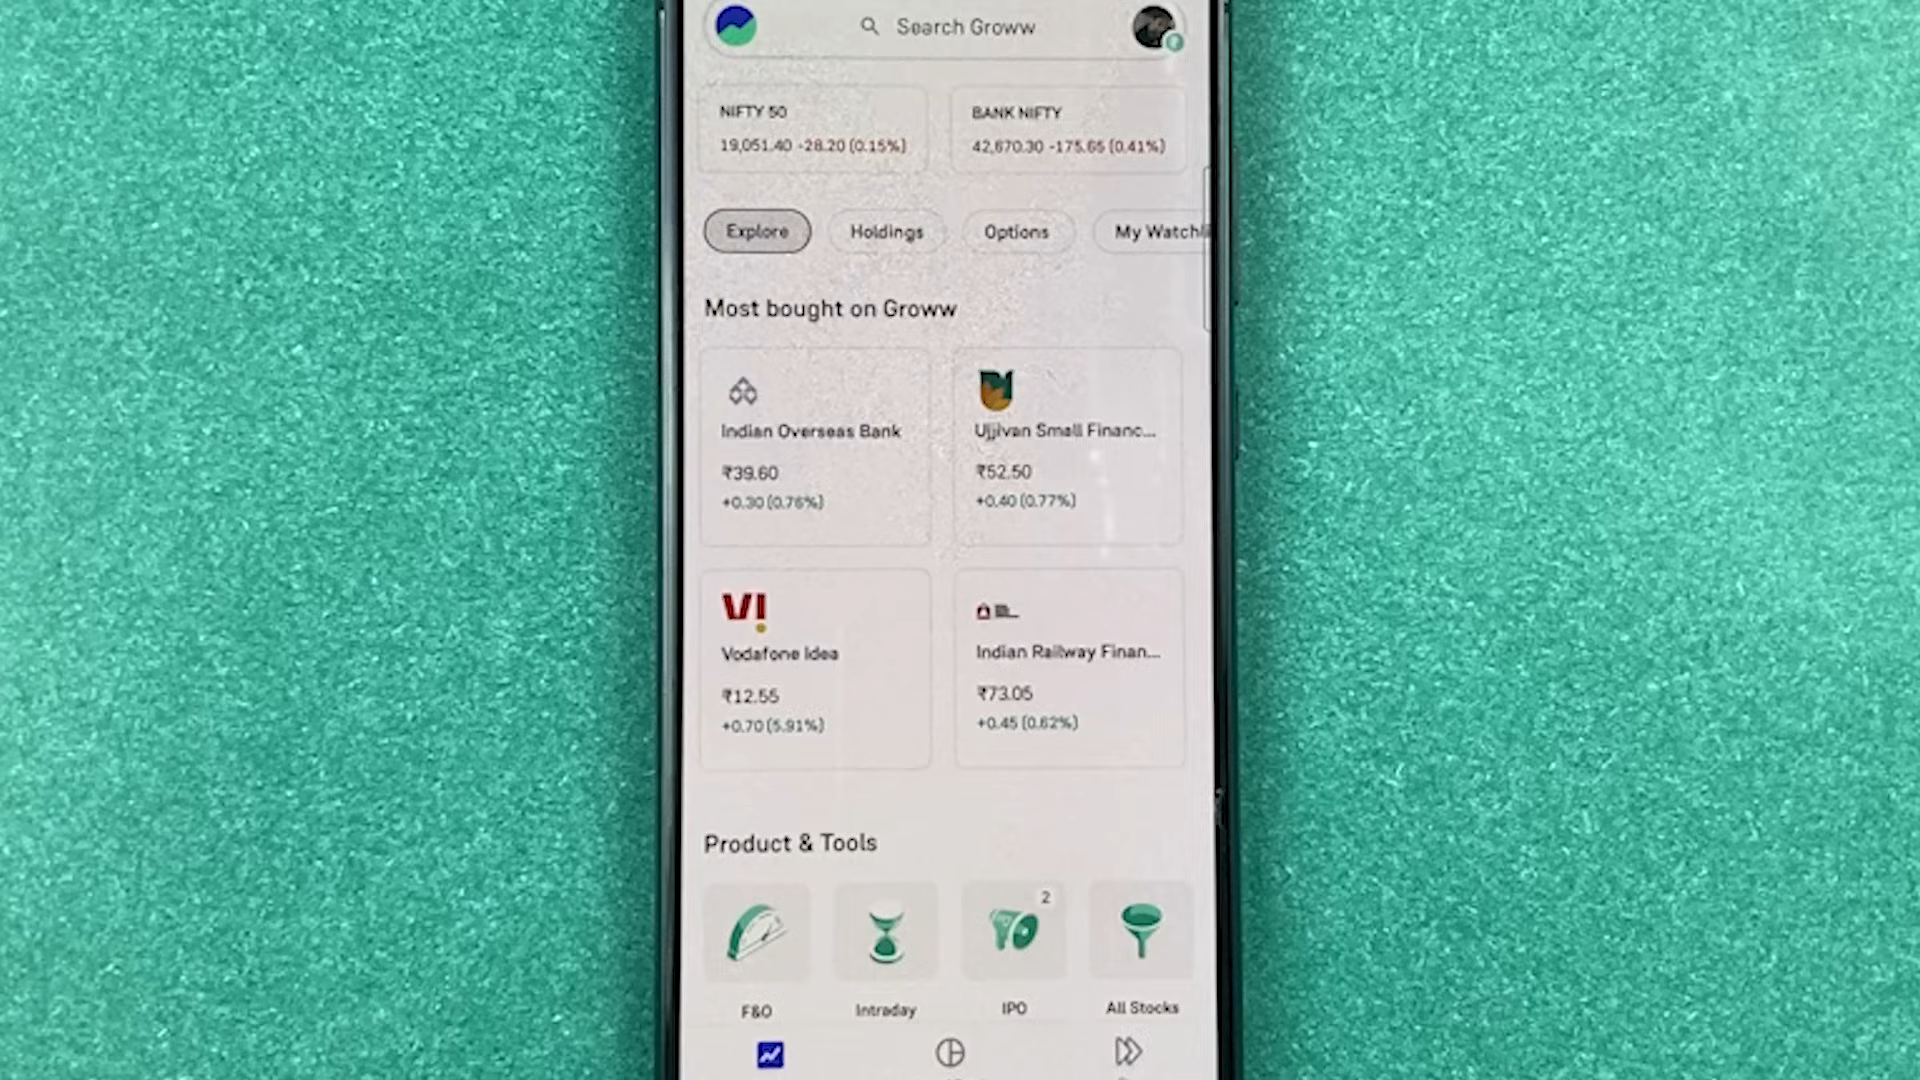 Search Groww
NIFTY 50
19,051.40 -28.20 (0.15%)
BANK NIFTY
42,670.30 -175.65 (0.41%)
Explore
Holdings
Options
My Watchli
Most bought on Groww
Indian Overseas Bank
₹39.60
+0.30 (0.76%)
Ujjivan Small Financ...
₹52.50
+0.40 (0.77%)
VI
Vodafone Idea
₹12.55
+0.70 (5.91%)
Indian Railway Finan...
₹73.05
+0.45 (0.62%)
Product & Tools
2
F&O
Intraday
IPO
All Stocks